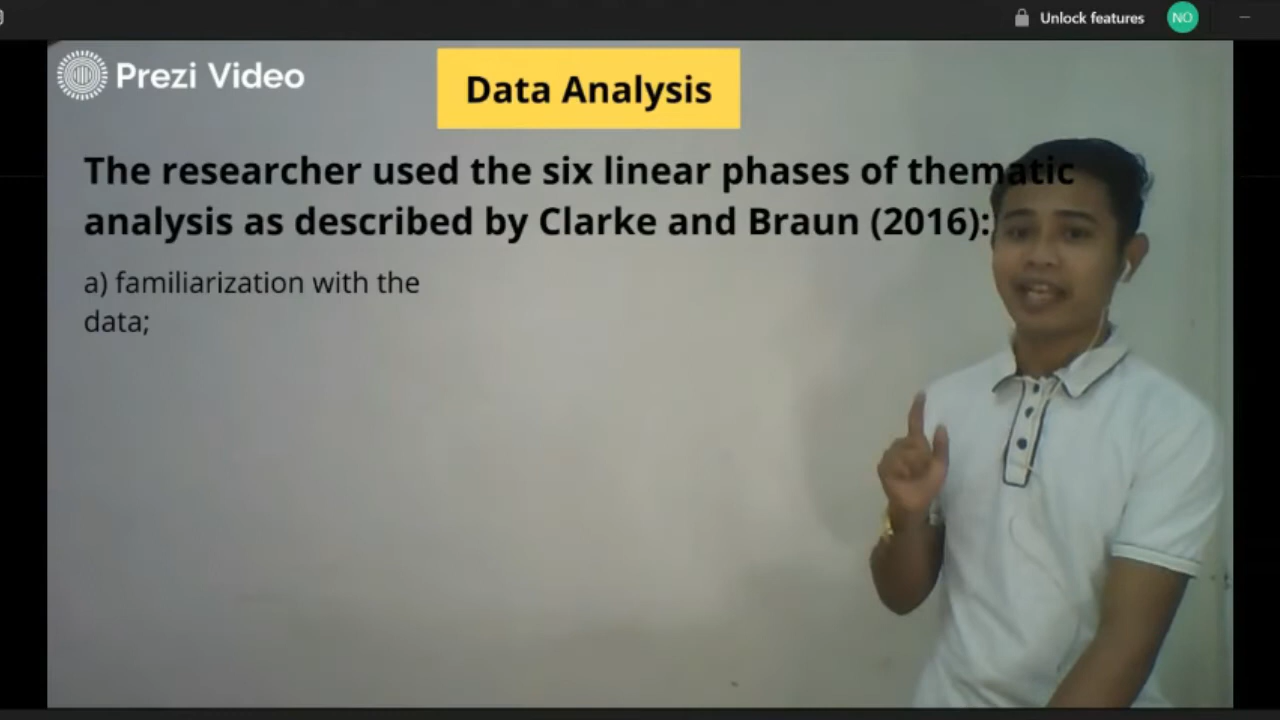 Unlock features
NO
Prezi Video
Data Analysis
The researcher used the six linear phases of thematic
analysis as described by Clarke and Braun (2016):
a) familiarization with the
data;